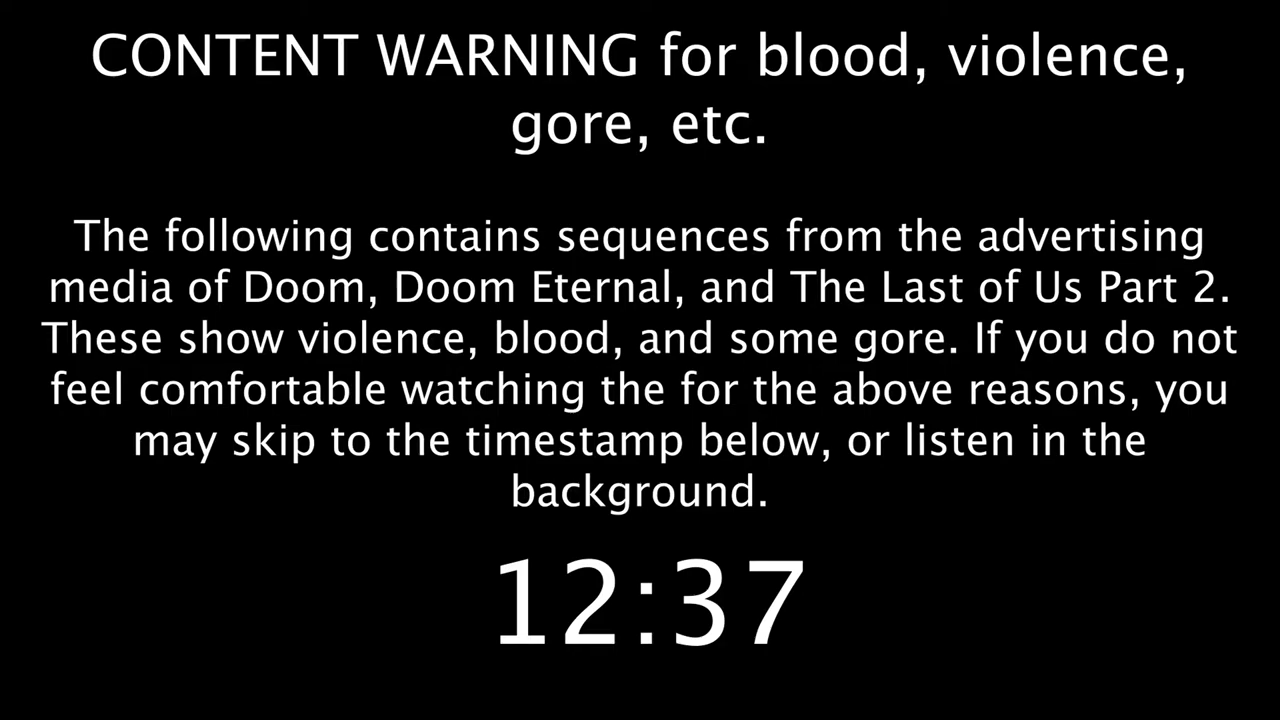 CONTENT WARNING for blood, violence,
gore, etc.
The following contains sequences from the advertising
media of Doom, Doom Eternal, and The Last of Us Part 2.
These show violence, blood, and some gore. If you do not
feel comfortable watching the for the above reasons, you
may skip to the timestamp below, or listen in the
background.
12:37